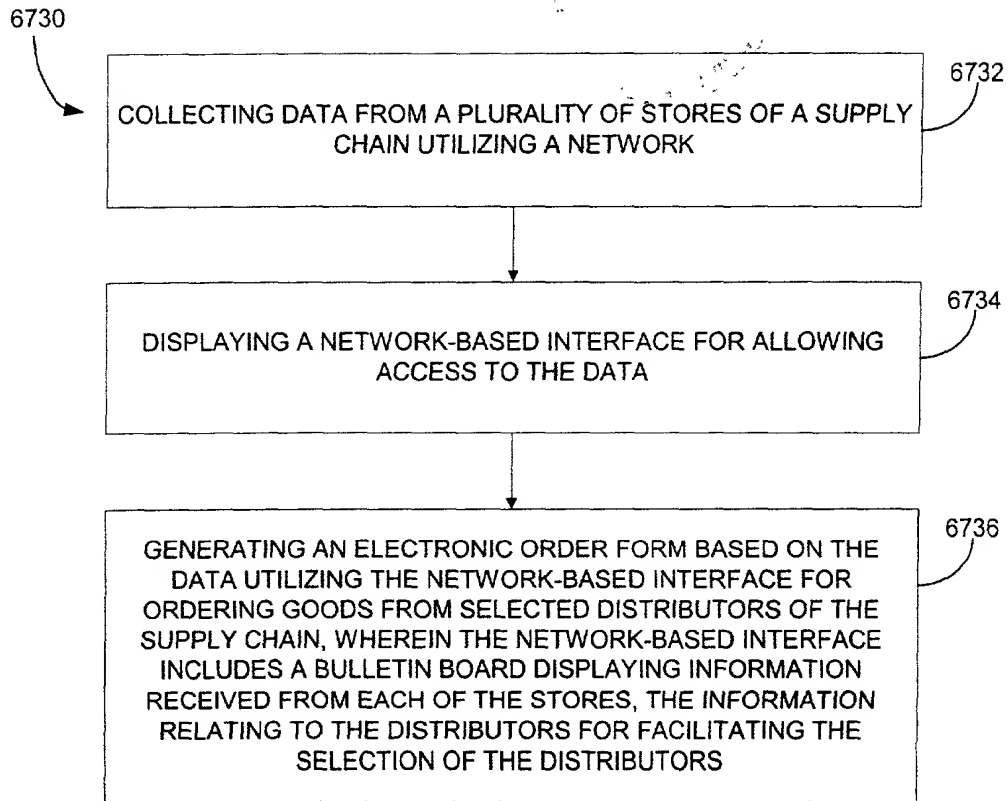 6730
6732
COLLECTING DATA FROM A PLURALITY OF STORES OF A SUPPLY
CHAIN UTILIZING A NETWORK
6734
DISPLAYING A NETWORK-BASED INTERFACE FOR ALLOWING
ACCESS TO THE DATA
6736
GENERATING AN ELECTRONIC ORDER FORM BASED ON THE
DATA UTILIZING THE NETWORK-BASED INTERFACE FOR
ORDERING GOODS FROM SELECTED DISTRIBUTORS OF THE
SUPPLY CHAIN, WHEREIN THE NETWORK-BASED INTERFACE
INCLUDES A BULLETIN BOARD DISPLAYING INFORMATION
RECEIVED FROM EACH OF THE STORES, THE INFORMATION
RELATING TO THE DISTRIBUTORS FOR FACILITATING THE
SELECTION OF THE DISTRIBUTORS